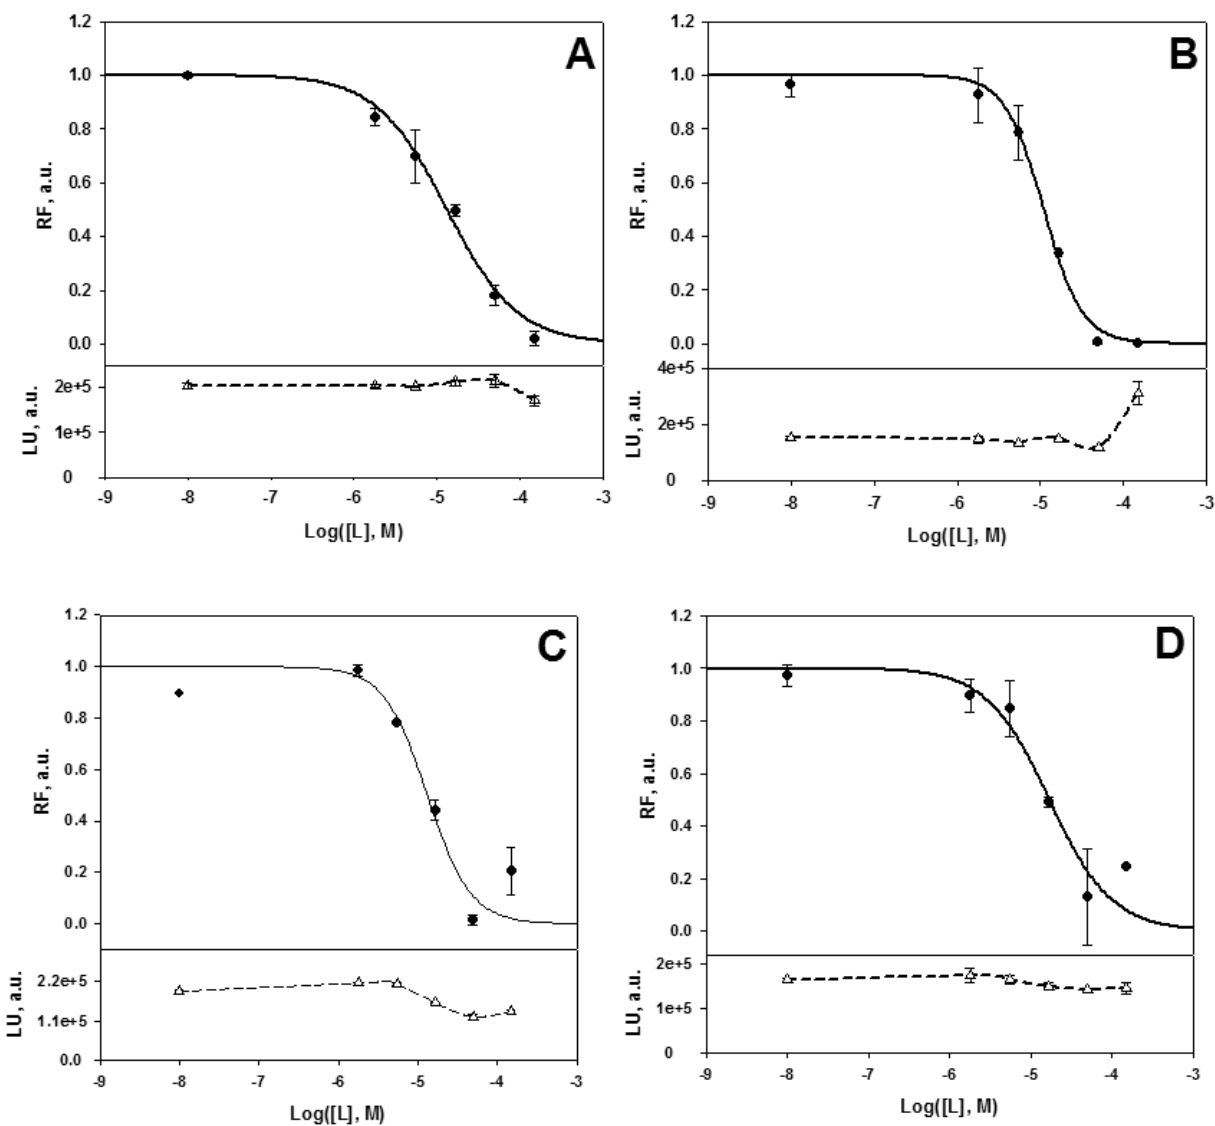 A
1.2
1.0
0.8
0.6
0.4
0.2
0.0
RF, a.u.
2e+5
1e+5
0
LU, a.u.
-9 -8 -7 -6 -5 -4 -3
Log([L], M)
B
1.2
1.0
0.8
0.6
0.4
0.2
0.0
RF, a.u.
4e+5
2e+5
0
LU, a.u.
-9 -8 -7 -6 -5 -4 -3
Log([L], M)
C
1.2
1.0
0.8
0.6
0.4
0.2
0.0
RF, a.u.
2.2e+5
1.1e+5
0.0
LU, a.u.
-9 -8 -7 -6 -5 -4 -3
Log([L], M)
D
1.2
1.0
0.8
0.6
0.4
0.2
0.0
RF, a.u.
2e+5
1e+5
0
LU, a.u.
-9 -8 -7 -6 -5 -4 -3
Log([L], M)